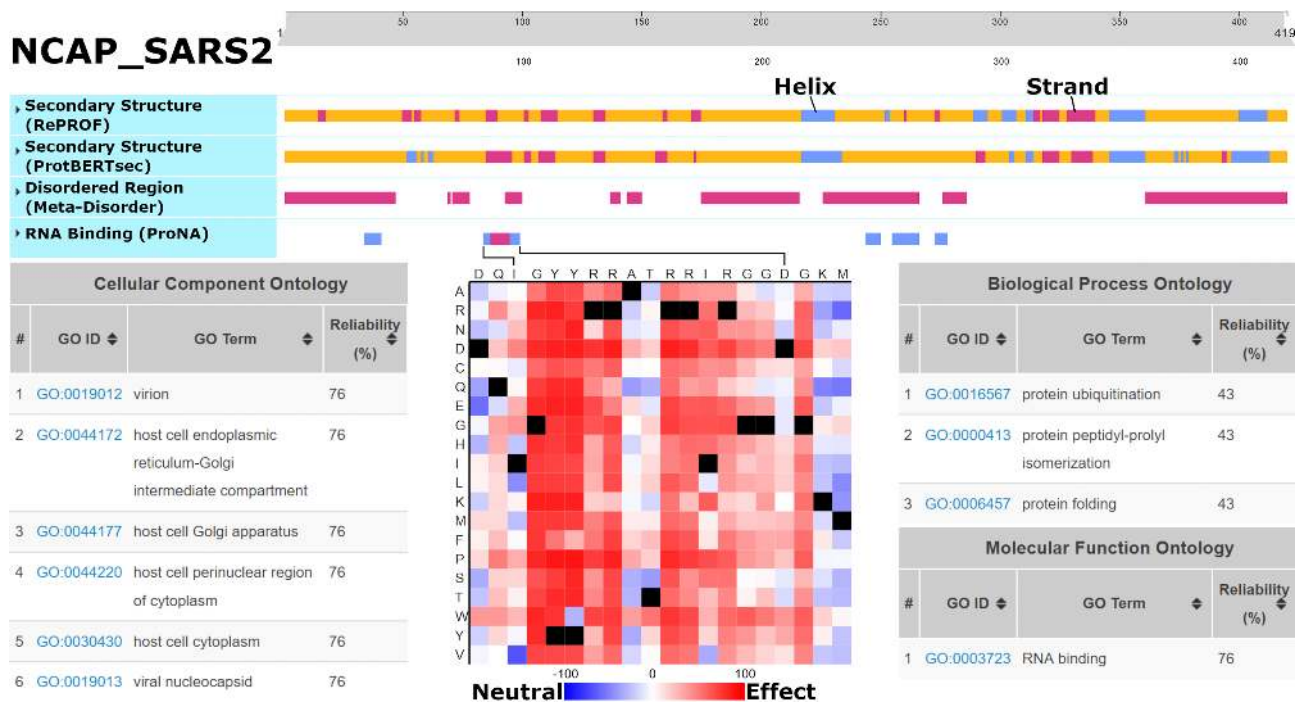 50 100 150 200 250 300 350 400
1 419
NCAP_SARS2
100 200 300 400
Helix Strand
Secondary Structure
(RePROF)
Secondary Structure
(ProtBERTsec)
Disordered Region
(Meta-Disorder)
RNA Binding (ProNA)
Cellular Component Ontology
# GO ID GO Term Reliability
(%)
1 GO:0019012 virion 76
2 GO:0044172 host cell endoplasmic 76
reticulum-Golgi
intermediate compartment
3 GO:0044177 host cell Golgi apparatus 76
4 GO:0044220 host cell perinuclear region 76
of cytoplasm
5 GO:0030430 host cell cytoplasm 76
6 GO:0019013 viral nucleocapsid 76
D Q I G Y Y R R A T R R I R G G D G K M
A
R
N
D
C
Q
E
G
H
I
L
K
M
F
P
S
T
W
Y
V
-100 0 100
Neutral Effect
Biological Process Ontology
# GO ID GO Term Reliability
(%)
1 GO:0016567 protein ubiquitination 43
2 GO:0000413 protein peptidyl-prolyl 43
isomerization
3 GO:0006457 protein folding 43
Molecular Function Ontology
# GO ID GO Term Reliability
(%)
1 GO:0003723 RNA binding 76